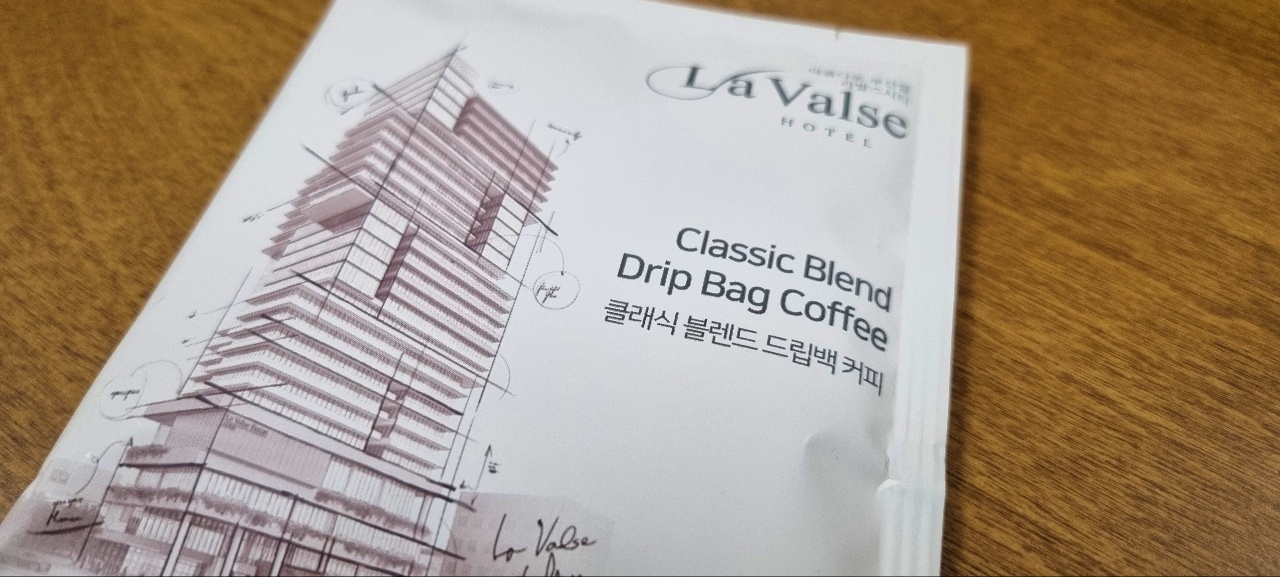 La Valse
HOTEL
Classic Blend
Drip Bag Coffee
클래식 블렌드 드립백 커피
La Valse